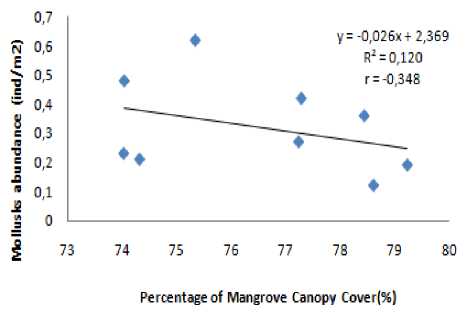 Mollusks abundance (ind/m2)
0,7
0,6
0,5
0,4
0,3
0,2
0,1
0
y = -0,026x + 2,369
R² = 0,120
r = -0,348
73 74 75 76 77 78 79 80
Percentage of Mangrove Canopy Cover(%)